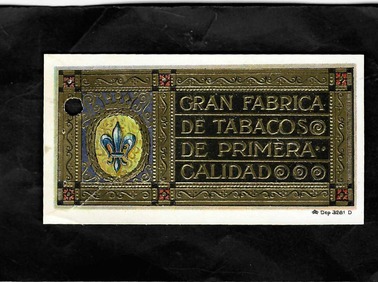 GRAN FABRICA
DE TABACOS
DE PRIMERA
CALIDAD
Dep 3281 D